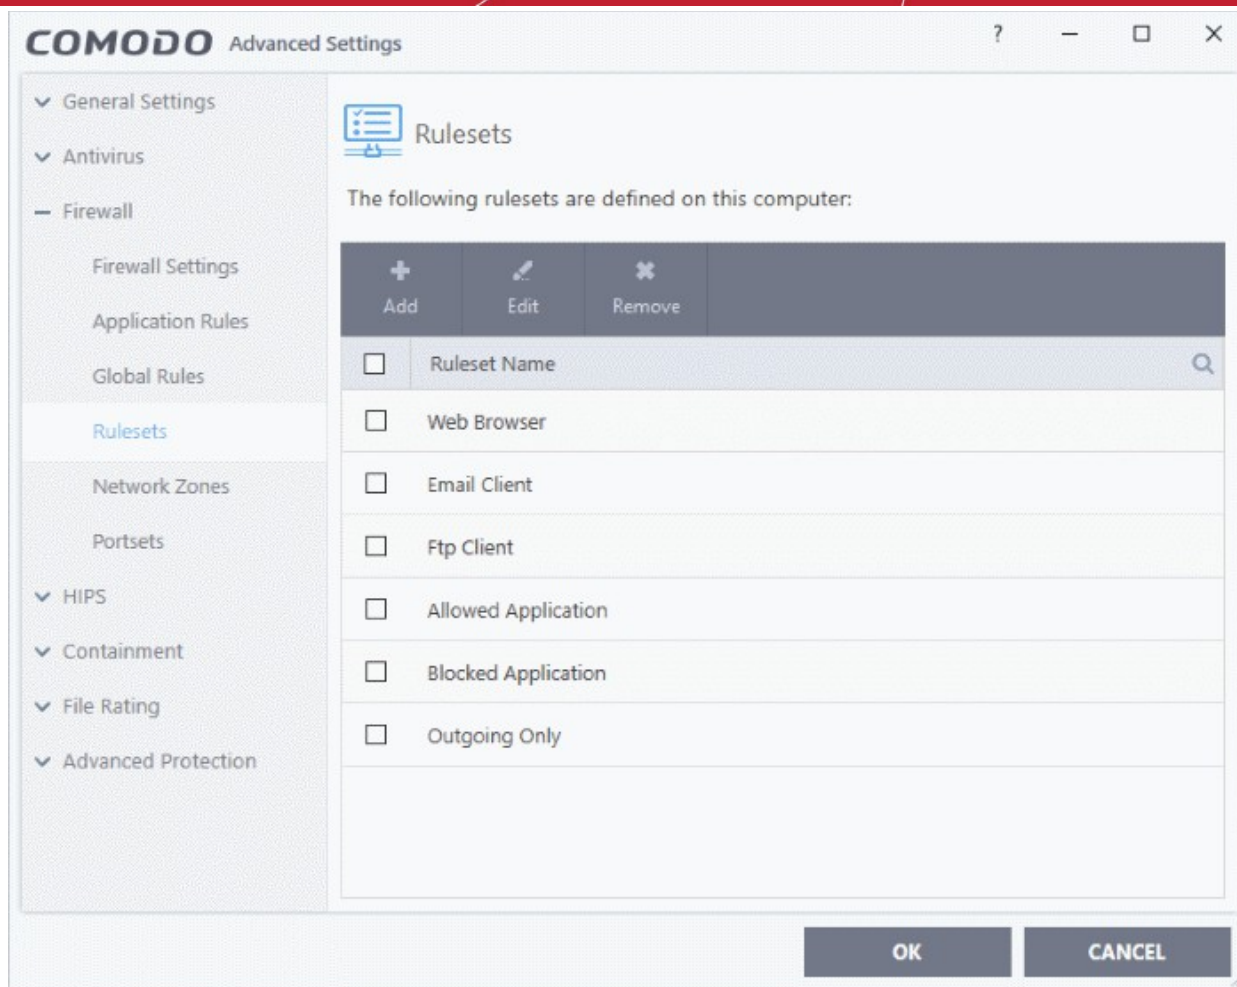 COMODO Advanced Settings ?
General Settings
Antivirus
Firewall
Firewall Settings
Application Rules
Global Rules
Rulesets
Network Zones
Portsets
HIPS
Containment
File Rating
Advanced Protection
Rulesets
The following rulesets are defined on this computer:
Add Edit Remove
Ruleset Name
Web Browser
Email Client
Ftp Client
Allowed Application
Blocked Application
Outgoing Only
OK CANCEL